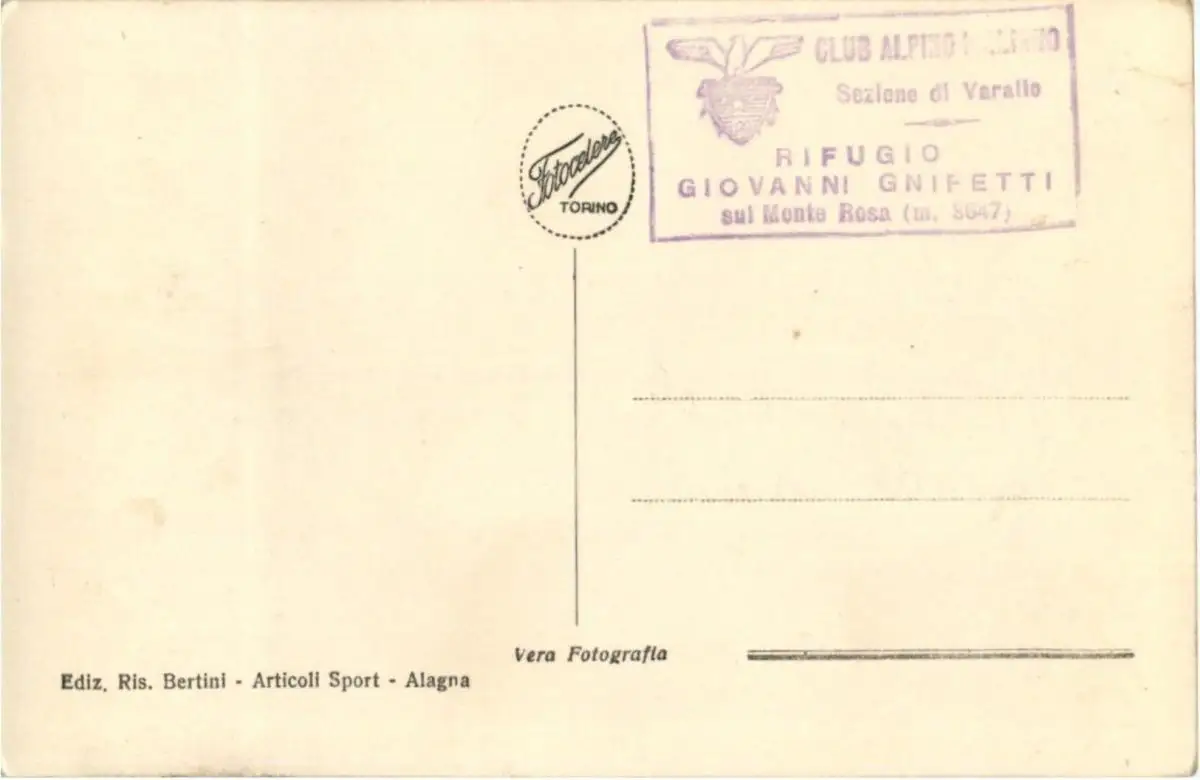 CLUB ALPINO
Sezione di Varallo
RIFUGIO
GIOVANNI GNIFETTI
sul Monte Rosa (m. 3647)
Fotocelere
TORINO
Vera Fotografia
Ediz. Ris. Bertini - Articoli Sport - Alagna